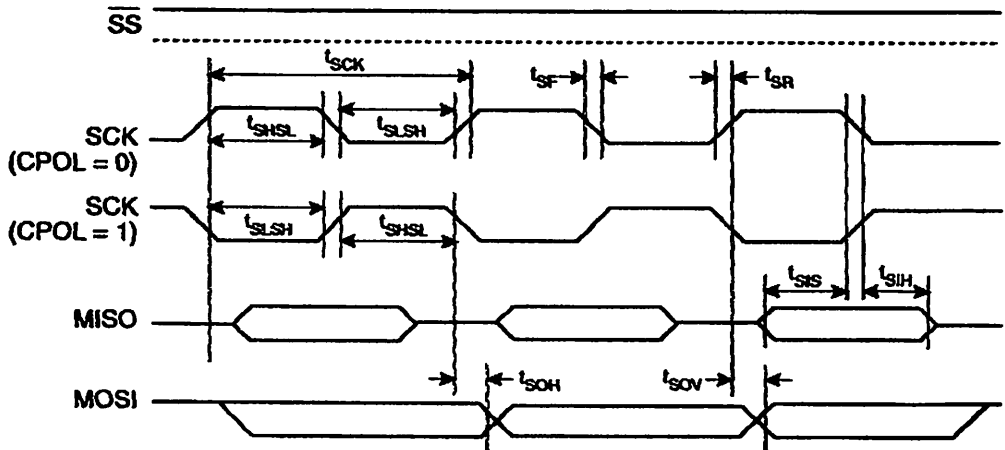 SS
tSCK
tSF
tSR
SCK
(CPOL = 0)
tSHSL
tSLSH
SCK
(CPOL = 1)
tSLSH
tSHSL
tSIS
tSIH
MISO
tSOH
tSOV
MOSI